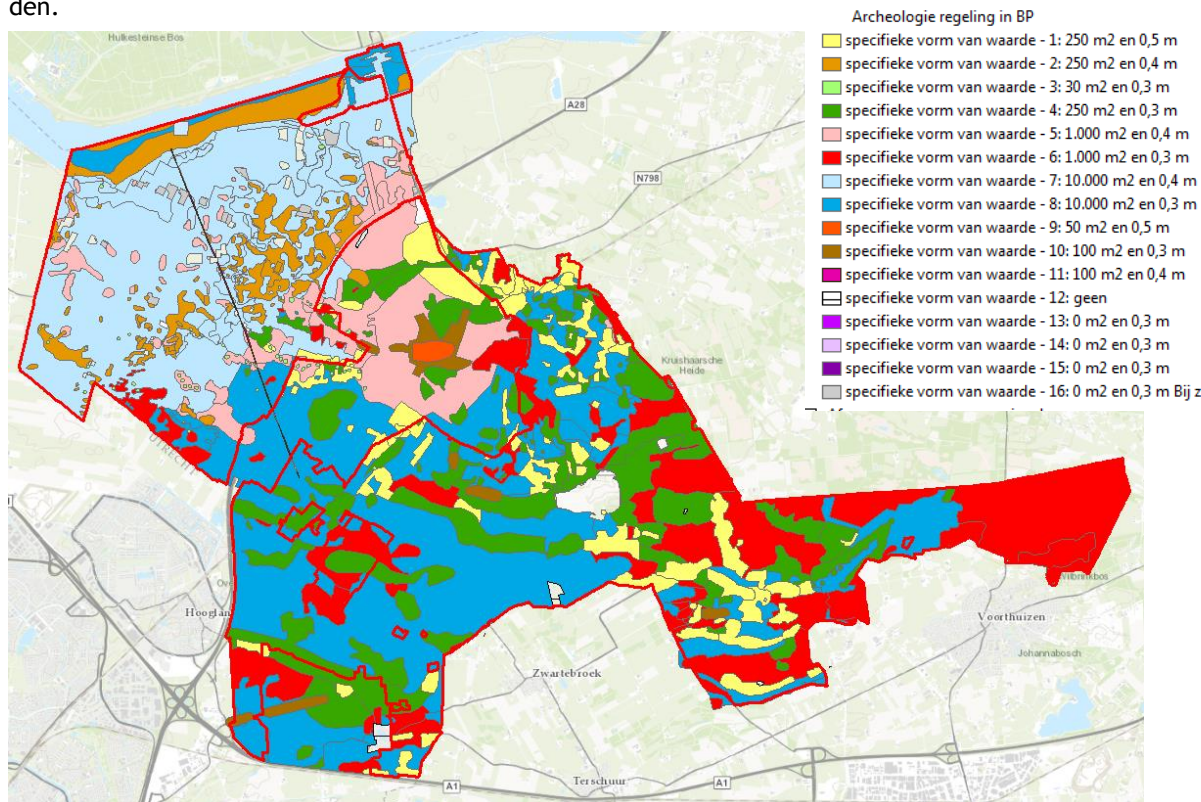 den.
Archeologie regeling in BP
specifieke vorm van waarde - 1: 250 m2 en 0,5 m
specifieke vorm van waarde - 2: 250 m2 en 0,4 m
specifieke vorm van waarde - 3: 30 m2 en 0,3 m
specifieke vorm van waarde - 4: 250 m2 en 0,3 m
specifieke vorm van waarde - 5: 1.000 m2 en 0,4 m
specifieke vorm van waarde - 6: 1.000 m2 en 0,3 m
specifieke vorm van waarde - 7: 10.000 m2 en 0,4 m
specifieke vorm van waarde - 8: 10.000 m2 en 0,3 m
specifieke vorm van waarde - 9: 50 m2 en 0.5 m
specifieke vorm van waarde - 10: 100 m2 en 0,3 m
specifieke vorm van waarde - 11: 100 m2 en 0,4 m
specifieke vorm van waarde - 12: geen
specifieke vorm van waarde - 13: 0 m2 en 0,3 m
specifieke vorm van waarde - 14: 0 m2 en 0,3 m
specifieke vorm van waarde - 15: 0 m2 en 0,3 m
specifieke vorm van waarde - 16: 0 m2 en 0,3 m Bij z
Hulkesteinse Bos
A28
N798
Kruishaarsche
Heide
UTRECHT
Hooglan
Zwartebroek
Voorthuizen
Johannabosch
Terschuur
A1
A1